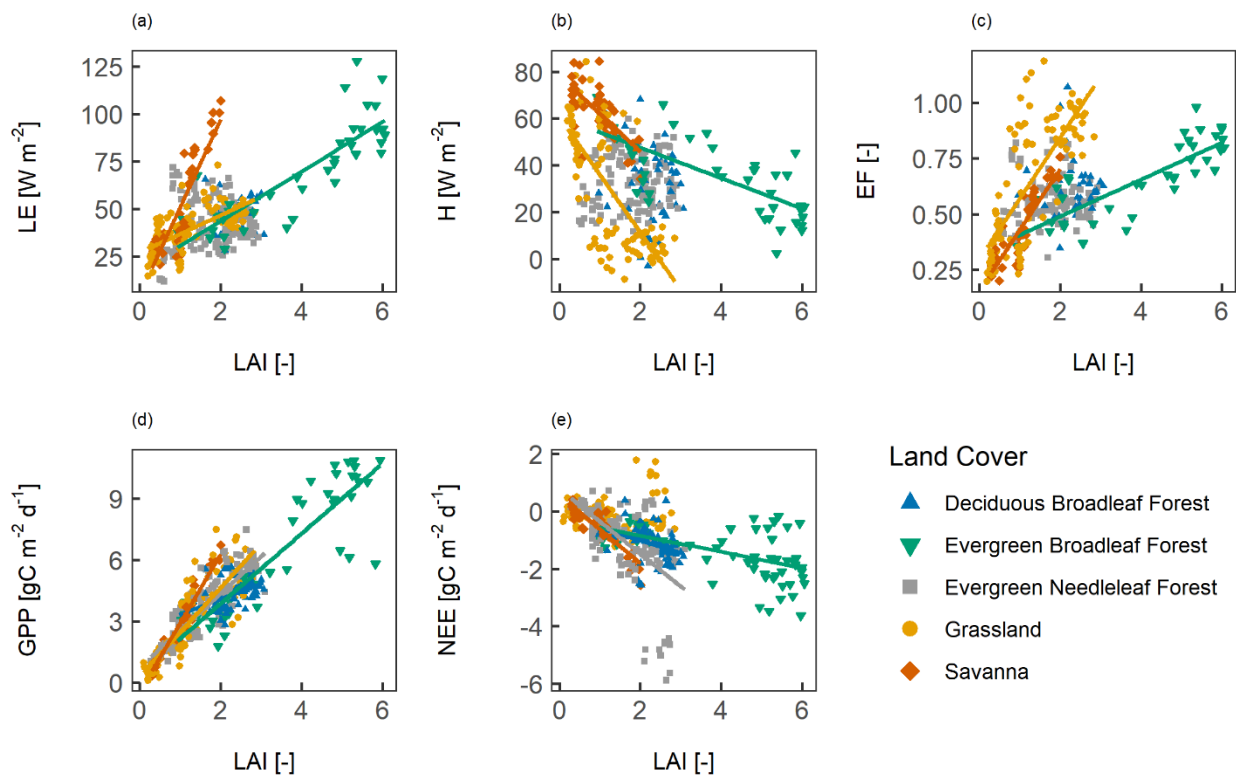 (a)
LE [W m⁻²]
125
100
75
50
25
0 2 4 6
LAI [-]
(b)
H [W m⁻²]
80
60
40
20
0
0 2 4 6
LAI [-]
(c)
EF [-]
1.00
0.75
0.50
0.25
0 2 4 6
LAI [-]
(d)
GPP [gC m⁻² d⁻¹]
9
6
3
0
0 2 4 6
LAI [-]
(e)
NEE [gC m⁻² d⁻¹]
2
0
-2
-4
-6
0 2 4 6
LAI [-]
Land Cover
Deciduous Broadleaf Forest
Evergreen Broadleaf Forest
Evergreen Needleleaf Forest
Grassland
Savanna